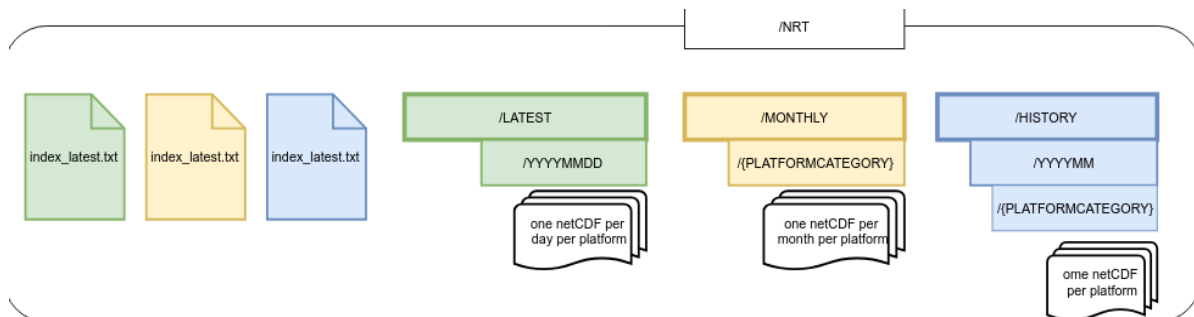 /NRT
index_latest.txt
index_latest.txt
index_latest.txt
/LATEST
/YYYYMMDD
one netCDF per
day per platform
/MONTHLY
/{PLATFORMCATEGORY}
one netCDF per
month per platform
/HISTORY
/YYYYMM
/{PLATFORMCATEGORY}
ome netCDF
per platform